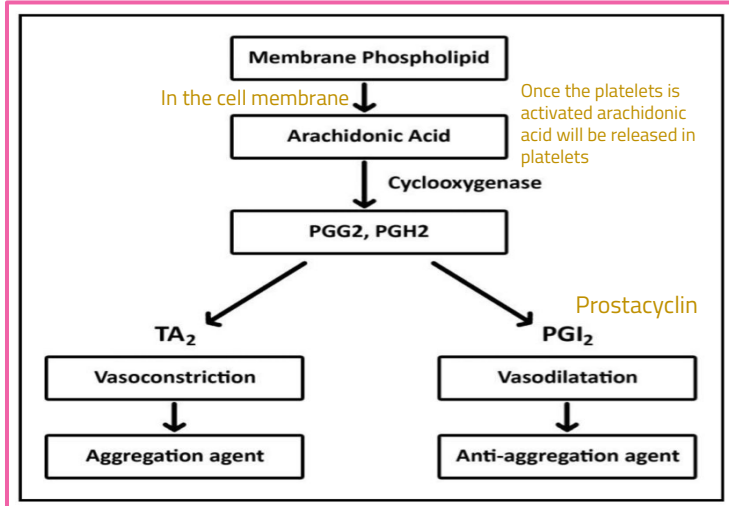 Membrane Phospholipid
In the cell membrane
Once the platelets is
activated arachidonic
acid will be released in
platelets
Arachidonic Acid
Cyclooxygenase
PGG2, PGH2
Prostacyclin
TA₂
PGI₂
Vasoconstriction
Vasodilatation
Aggregation agent
Anti-aggregation agent